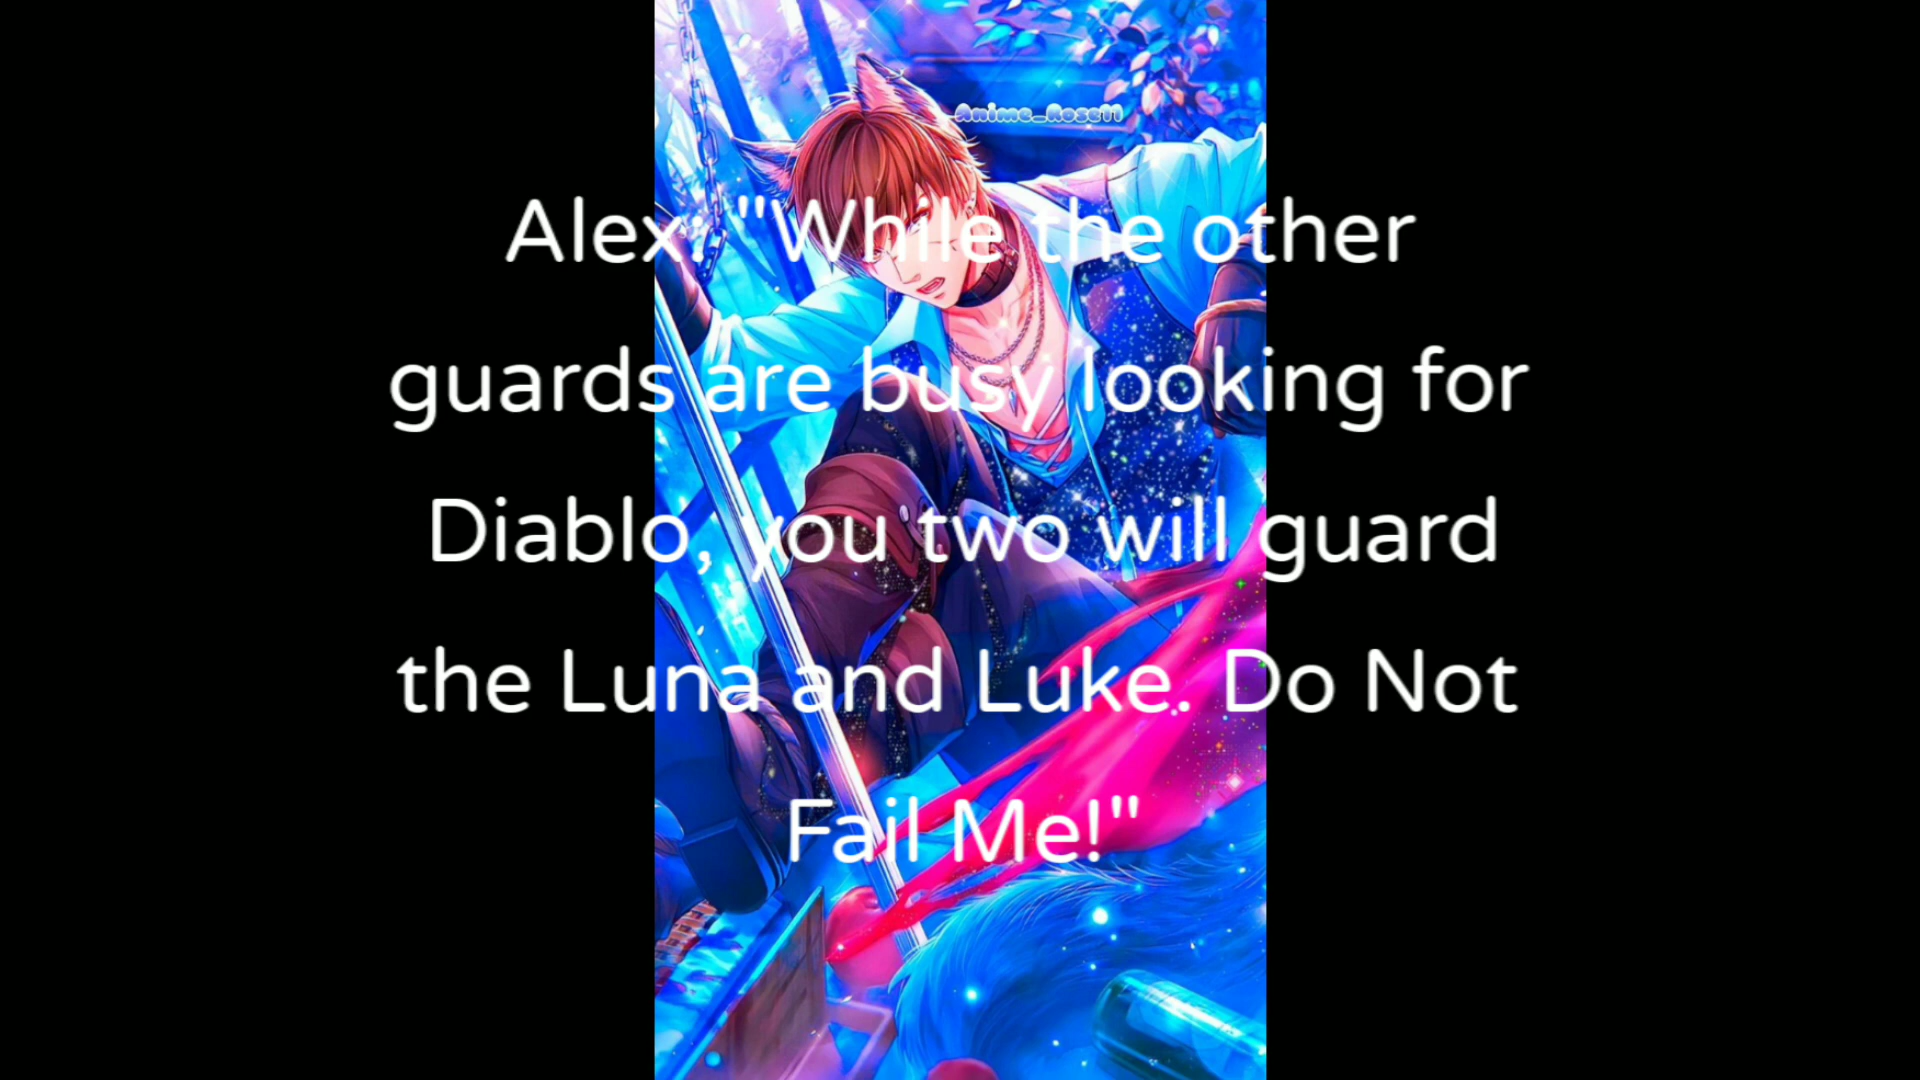 Anime_Rose11
Alex: "While the other
guards are busy looking for
Diablo, you two will guard
the Luna and Luke. Do Not
Fail Me!"